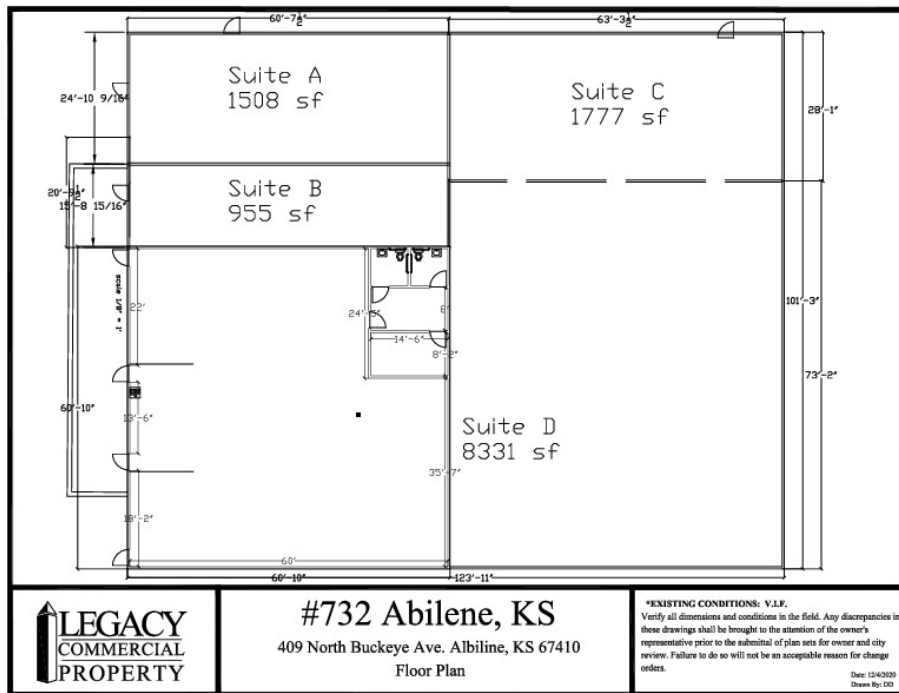 60'-7½"
63'-3½"
Suite A
1508 sf
Suite C
1777 sf
24'-10 9/16"
28'-1"
Suite B
955 sf
15'-8 15/16"
scale 1/8" = 1'
22'
24'-5"
14'-6"
8'-2"
101'-3"
73'-2"
60'-10"
13'-6"
Suite D
8331 sf
35'-7"
18'-2"
60'
60'-10"
123'-11"
LEGACY
COMMERCIAL
PROPERTY
#732 Abilene, KS
409 North Buckeye Ave. Albiline, KS 67410
Floor Plan
*EXISTING CONDITIONS: V.I.F.
Verify all dimensions and conditions in the field. Any discrepancies in
these drawings shall be brought to the attention of the owner's
representative prior to the submittal of plan sets for owner and city
review. Failure to do so will not be an acceptable reason for change
orders.
Date: 12/4/2020
Drawn By: DD